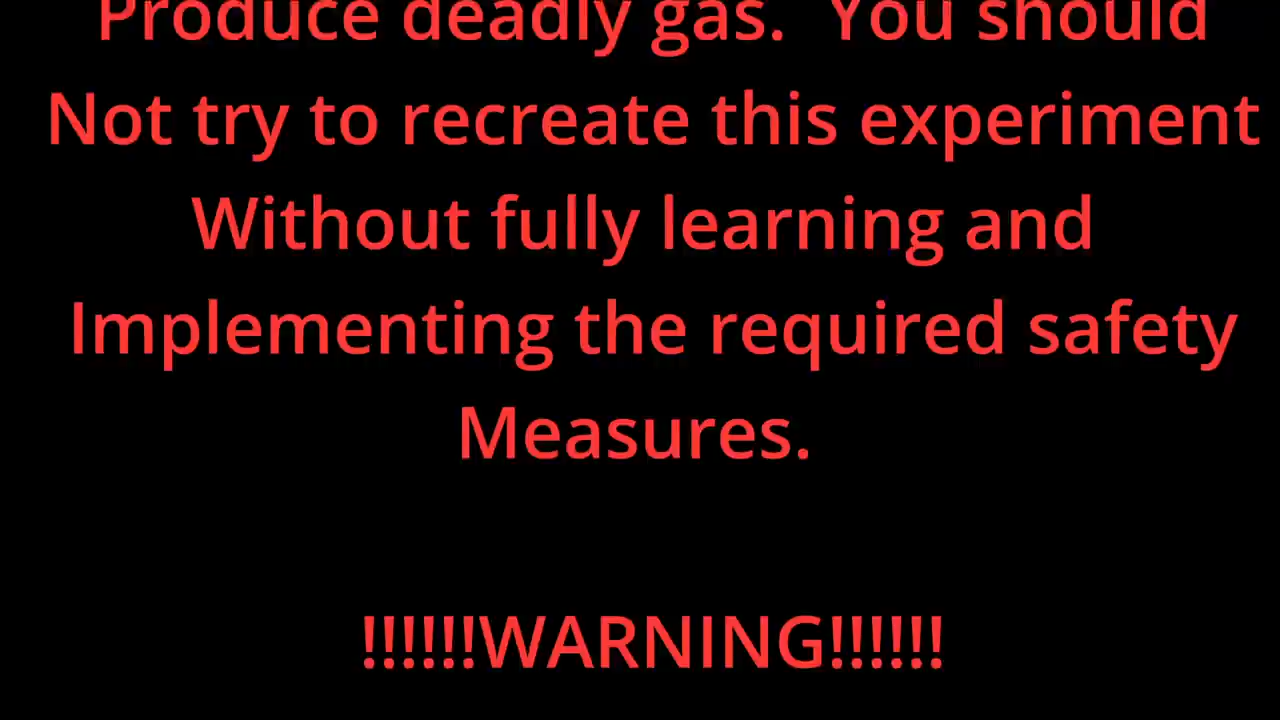 Produce deadly gas. You should
Not try to recreate this experiment
Without fully learning and
Implementing the required safety
Measures.
!!!!!!WARNING!!!!!!